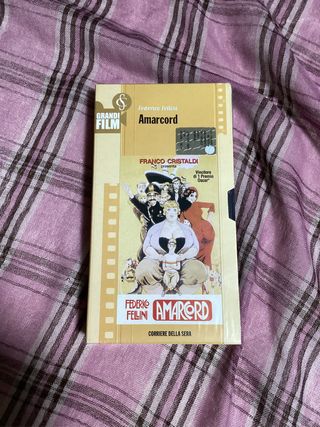 GRANDI
FILM
Federico Fellini
Amarcord
FRANCO CRISTALDI
presenta
Vincitore
di 1 Premio
Oscar
FEDERICO
FELLINI
AMARCORD
CORRIERE DELLA SERA